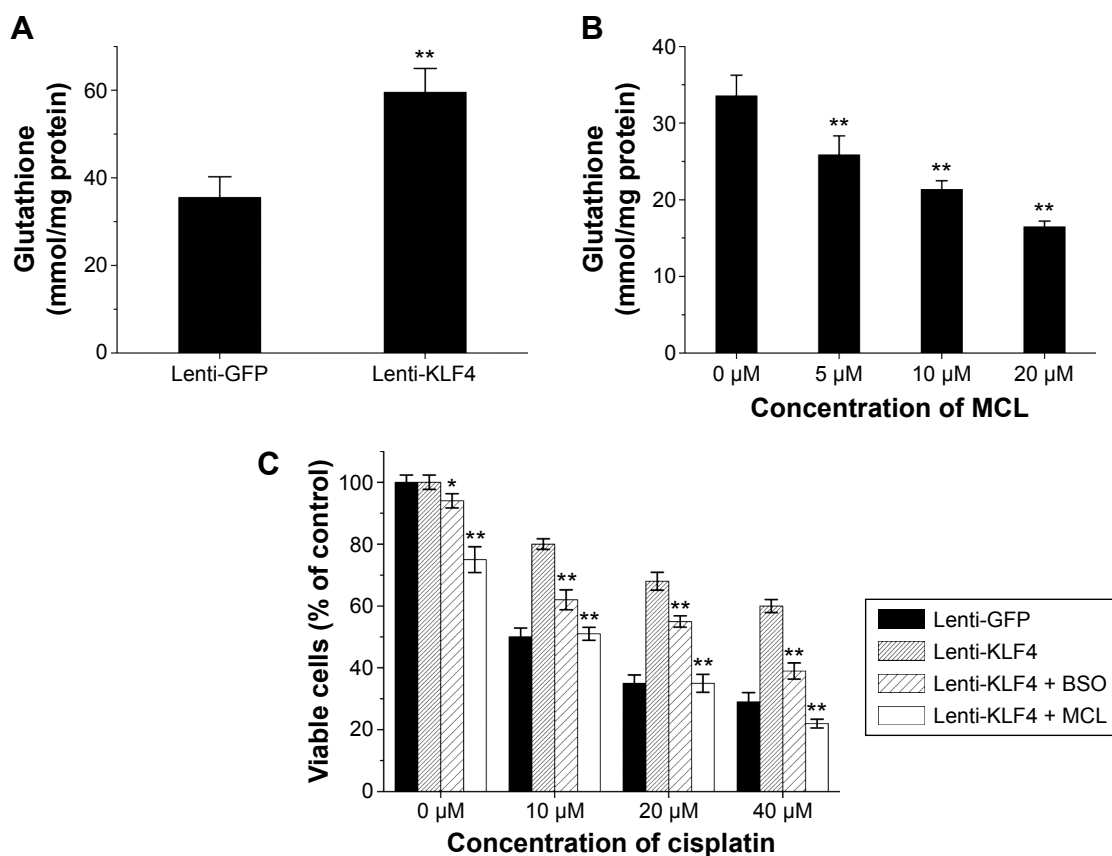 A
Glutathione
(mmol/mg protein)
60
40
20
0
**
Lenti-GFP
Lenti-KLF4
B
Glutathione
(mmol/mg protein)
40
30
20
10
0
**
**
**
0 µM
5 µM
10 µM
20 µM
Concentration of MCL
C
Viable cells (% of control)
100
80
60
40
20
0
*
**
**
**
**
**
**
**
0 µM
10 µM
20 µM
40 µM
Concentration of cisplatin
Lenti-GFP
Lenti-KLF4
Lenti-KLF4 + BSO
Lenti-KLF4 + MCL